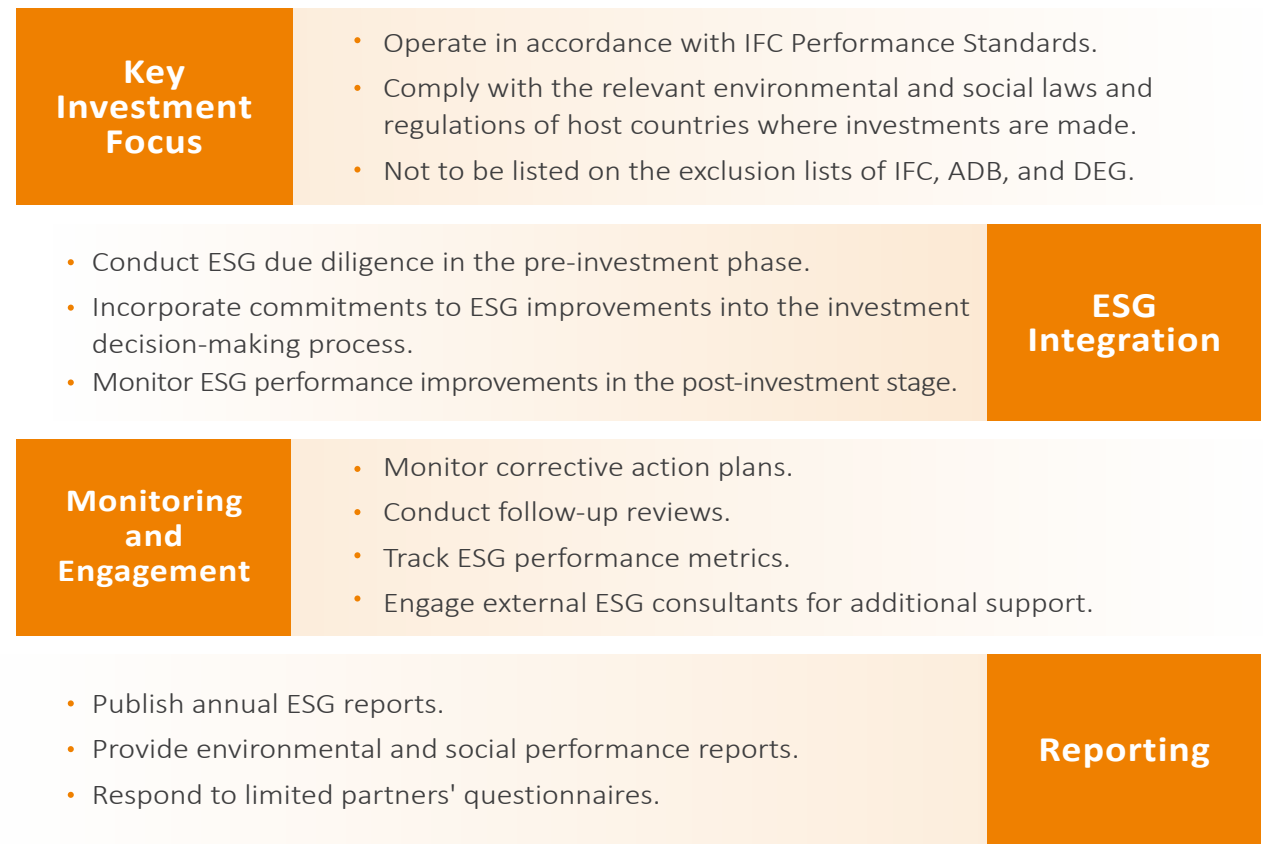 Key
Investment
Focus
• Operate in accordance with IFC Performance Standards.
• Comply with the relevant environmental and social laws and
regulations of host countries where investments are made.
• Not to be listed on the exclusion lists of IFC, ADB, and DEG.
• Conduct ESG due diligence in the pre-investment phase.
• Incorporate commitments to ESG improvements into the investment
decision-making process.
• Monitor ESG performance improvements in the post-investment stage.
ESG
Integration
Monitoring
and
Engagement
• Monitor corrective action plans.
• Conduct follow-up reviews.
• Track ESG performance metrics.
• Engage external ESG consultants for additional support.
• Publish annual ESG reports.
• Provide environmental and social performance reports.
• Respond to limited partners' questionnaires.
Reporting